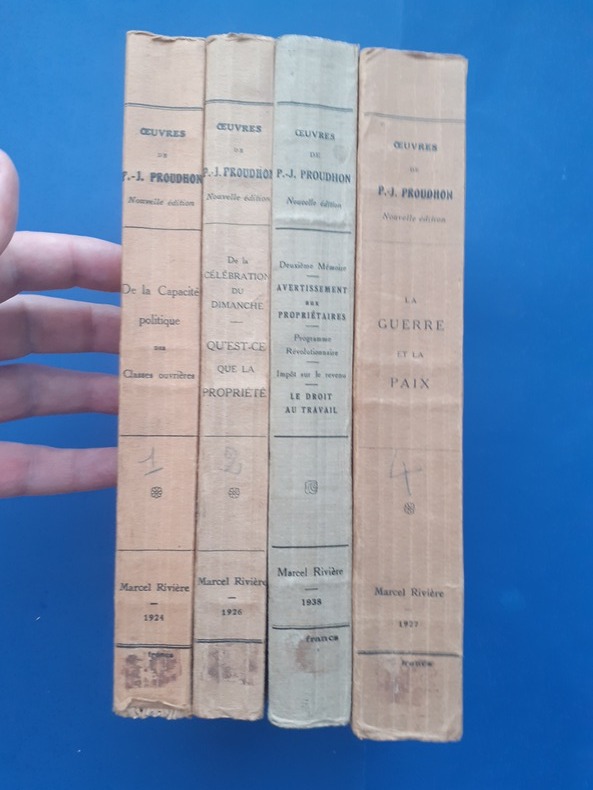 ŒUVRES
DE
P.-J. PROUDHON
Nouvelle édition
De la Capacité
politique
DES
Classes ouvrières
1
Marcel Rivière
—
1924
francs
ŒUVRES
DE
P.-J. PROUDHON
Nouvelle édition
De la
CÉLÉBRATION
DU
DIMANCHE
—
QU'EST-CE
QUE LA
PROPRIÉTÉ
2
Marcel Rivière
—
1926
ŒUVRES
DE
P.-J. PROUDHON
Nouvelle édition
Deuxième Mémoire
—
AVERTISSEMENT
AUX
PROPRIÉTAIRES
—
Programme
Révolutionnaire
—
Impôt sur le revenu
—
LE DROIT
AU TRAVAIL
Marcel Rivière
—
1938
francs
ŒUVRES
DE
P.-J. PROUDHON
Nouvelle édition
LA
GUERRE
ET LA
PAIX
4
Marcel Rivière
—
1927